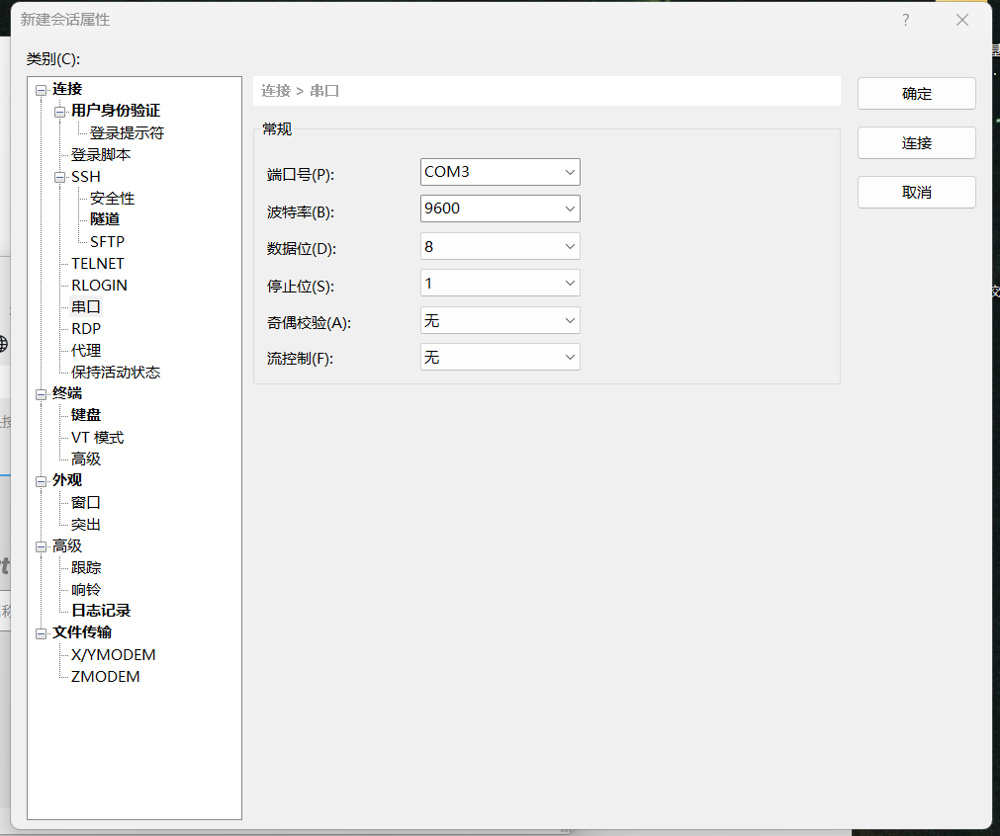 新建会话属性
类别(C):
连接
用户身份验证
登录提示符
登录脚本
SSH
安全性
隧道
SFTP
TELNET
RLOGIN
串口
RDP
代理
保持活动状态
终端
键盘
VT 模式
高级
外观
窗口
突出
高级
跟踪
响铃
日志记录
文件传输
X/YMODEM
ZMODEM
连接 > 串口
常规
端口号(P): COM3
波特率(B): 9600
数据位(D): 8
停止位(S): 1
奇偶校验(A): 无
流控制(F): 无
确定
连接
取消